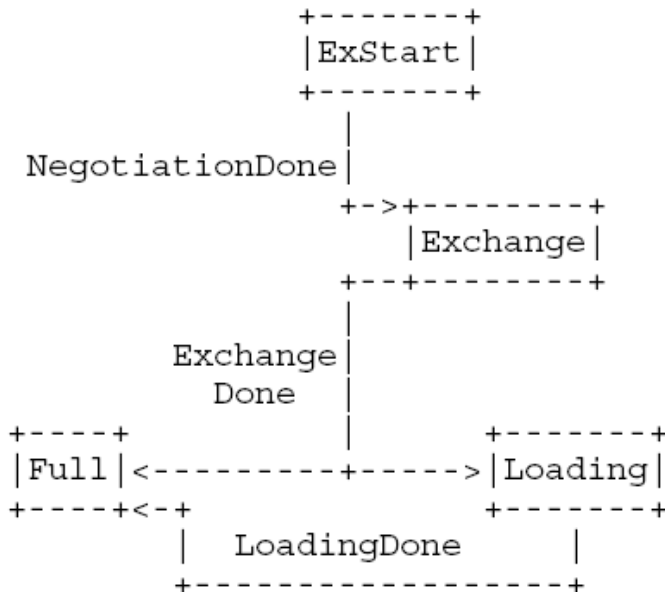 ExStart
NegotiationDone
Exchange
Exchange
Done
Full
Loading
LoadingDone